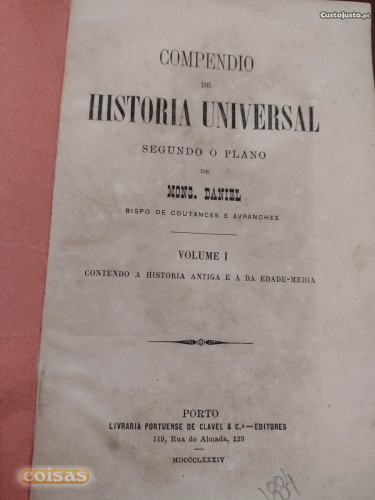 CustoJusto.pt
COMPENDIO
DE
HISTORIA UNIVERSAL
SEGUNDO O PLANO
DE
MONS. DANIEL
BISPO DE COUTANCES E AVRANCHES
VOLUME I
CONTENDO A HISTORIA ANTIGA E A DA EDADE-MEDIA
PORTO
LIVRARIA PORTUENSE DE CLAVEL & C.ª—EDITORES
119, Rua do Almada, 123
MDCCCLXXXIV
1884
coisas